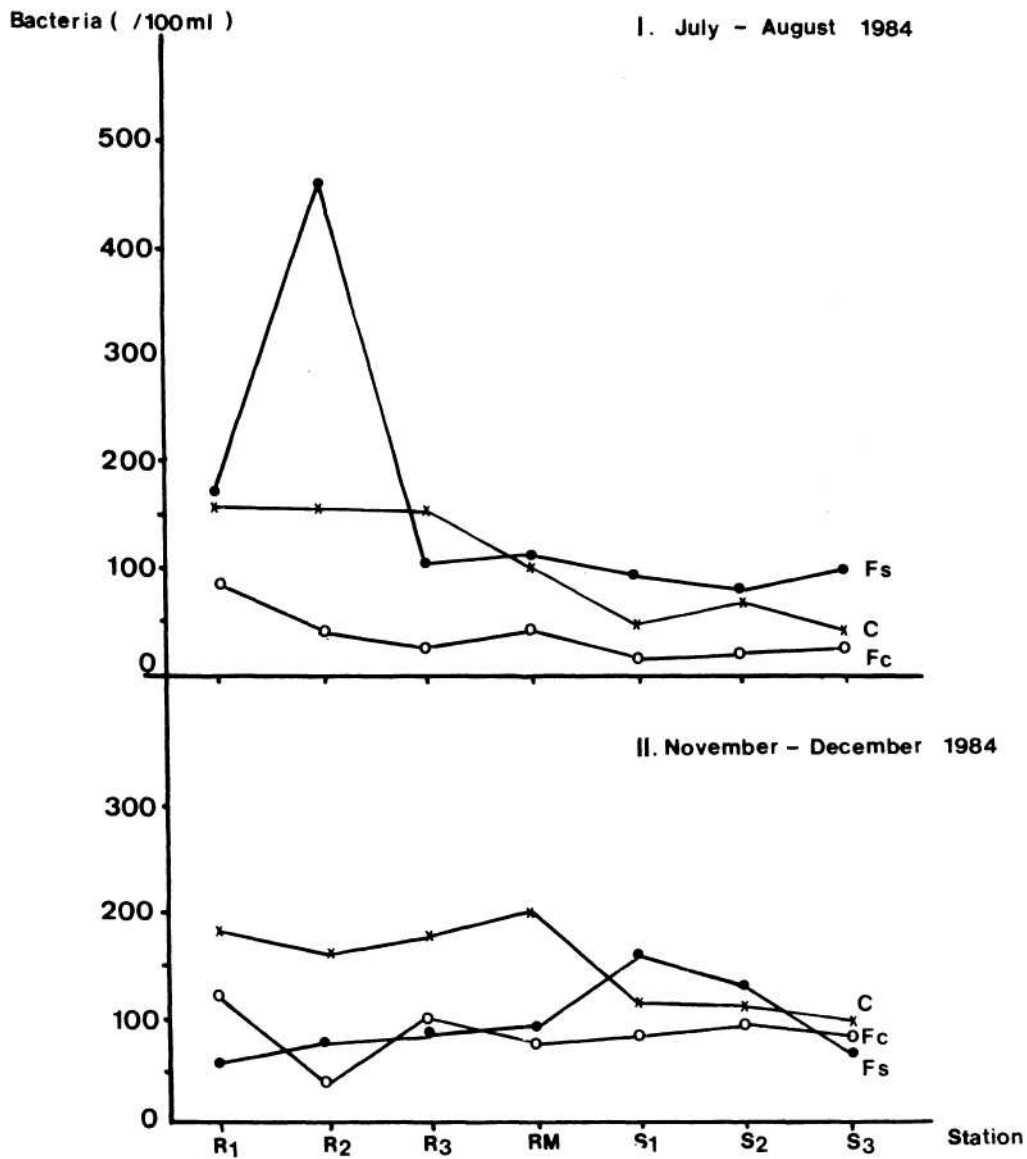 Bacteria ( /100ml )
I. July - August 1984
500
400
300
200
100
0
Fs
C
Fc
II. November - December 1984
300
200
100
0
C
Fc
Fs
R1 R2 R3 RM S1 S2 S3 Station